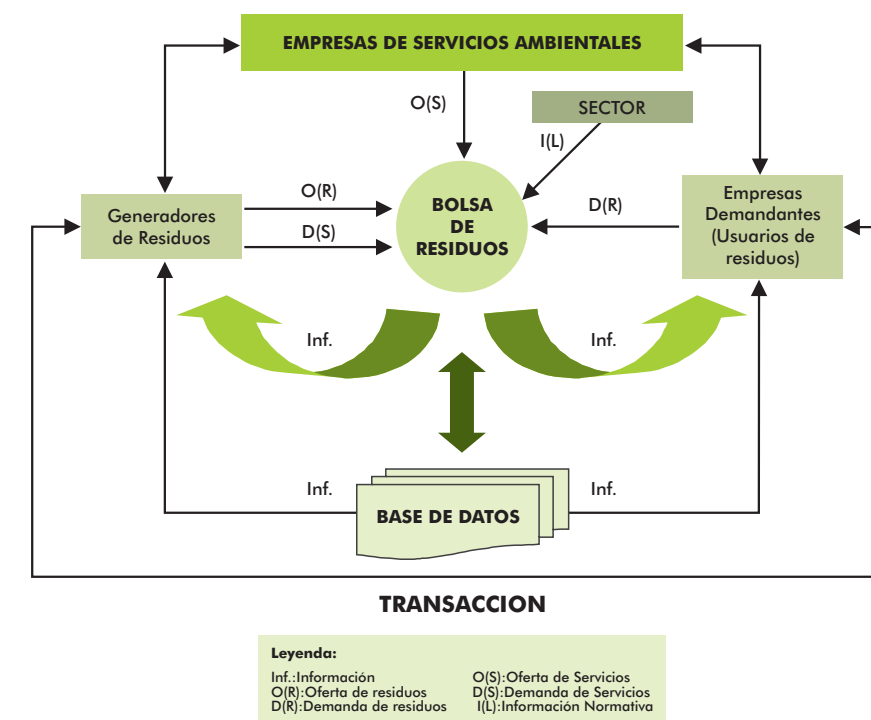 EMPRESAS DE SERVICIOS AMBIENTALES
O(S)
SECTOR
I(L)
Generadores
de Residuos
O(R)
D(S)
BOLSA
DE
RESIDUOS
D(R)
Empresas
Demandantes
(Usuarios de
residuos)
Inf.
Inf.
Inf.
Inf.
BASE DE DATOS
TRANSACCION
Leyenda:
Inf.:Información
O(R):Oferta de residuos
D(R):Demanda de residuos
O(S):Oferta de Servicios
D(S):Demanda de Servicios
I(L):Información Normativa